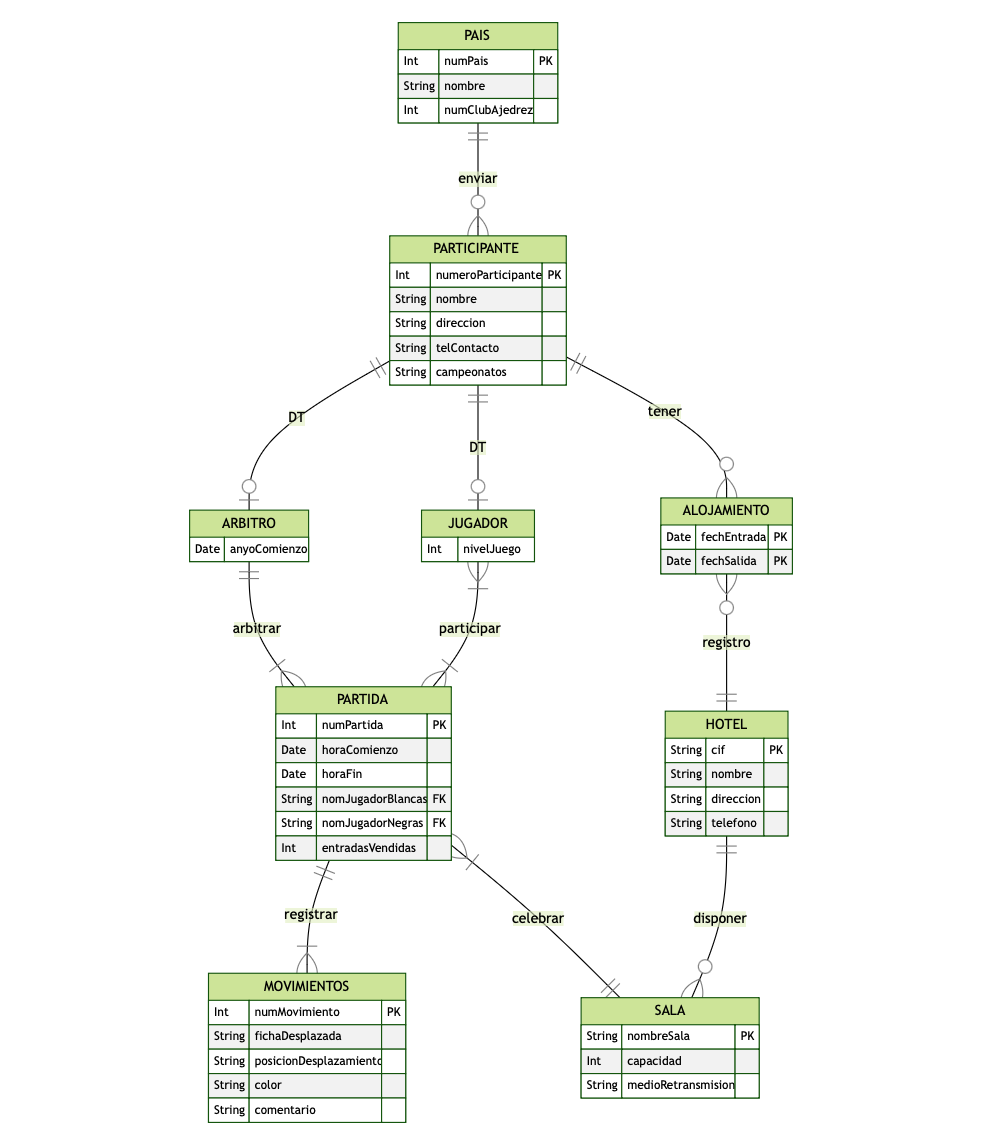 PAIS
Int numPais PK
String nombre
Int numClubAjedrez
enviar
PARTICIPANTE
Int numeroParticipante PK
String nombre
String direccion
String telContacto
String campeonatos
DT
DT
tener
ARBITRO
Date anyoComienzo
JUGADOR
Int nivelJuego
ALOJAMIENTO
Date fechEntrada PK
Date fechSalida PK
arbitrar
participar
registro
PARTIDA
Int numPartida PK
Date horaComienzo
Date horaFin
String nomJugadorBlancas FK
String nomJugadorNegras FK
Int entradasVendidas
HOTEL
String cif PK
String nombre
String direccion
String telefono
registrar
celebrar
disponer
MOVIMIENTOS
Int numMovimiento PK
String fichaDesplazada
String posicionDesplazamiento
String color
String comentario
SALA
String nombreSala PK
Int capacidad
String medioRetransmision